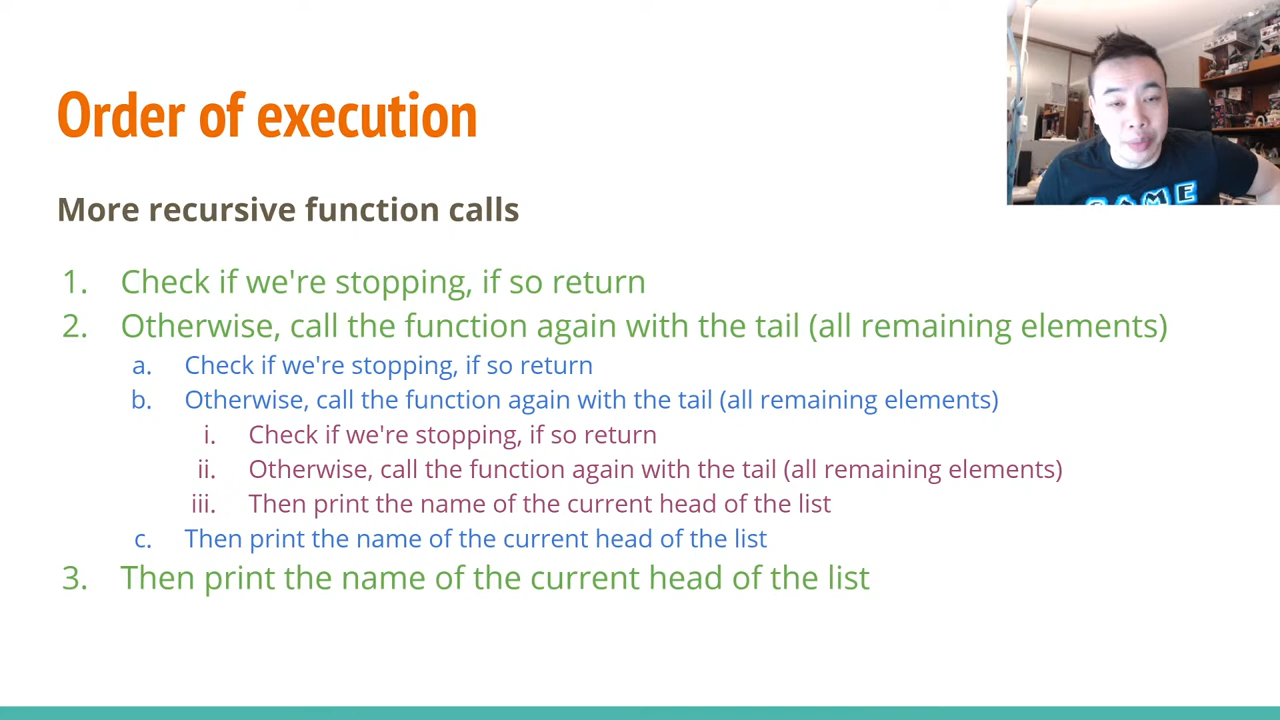 Order of execution
More recursive function calls
1. Check if we're stopping, if so return
2. Otherwise, call the function again with the tail (all remaining elements)
a. Check if we're stopping, if so return
b. Otherwise, call the function again with the tail (all remaining elements)
i. Check if we're stopping, if so return
ii. Otherwise, call the function again with the tail (all remaining elements)
iii. Then print the name of the current head of the list
c. Then print the name of the current head of the list
3. Then print the name of the current head of the list
GAME